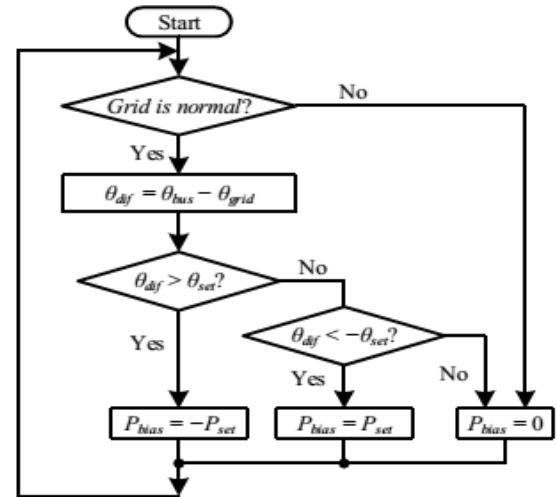 Start
Grid is normal?
No
Yes
θdif = θbus − θgrid
θdif > θset?
No
θdif < −θset?
Yes
Yes
No
Pbias = −Pset
Pbias = Pset
Pbias = 0